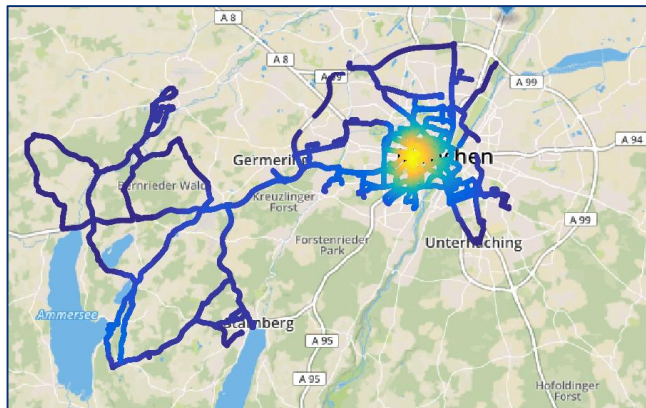 A 8
A 8
A 99
A 99
A 94
chen
Germering
Bernrieder Wald
Kreuzlinger
Forst
Forstenrieder
Park
Unterhaching
A 99
Ammersee
Starnberg
A 95
A 95
Hofoldinger
Forst